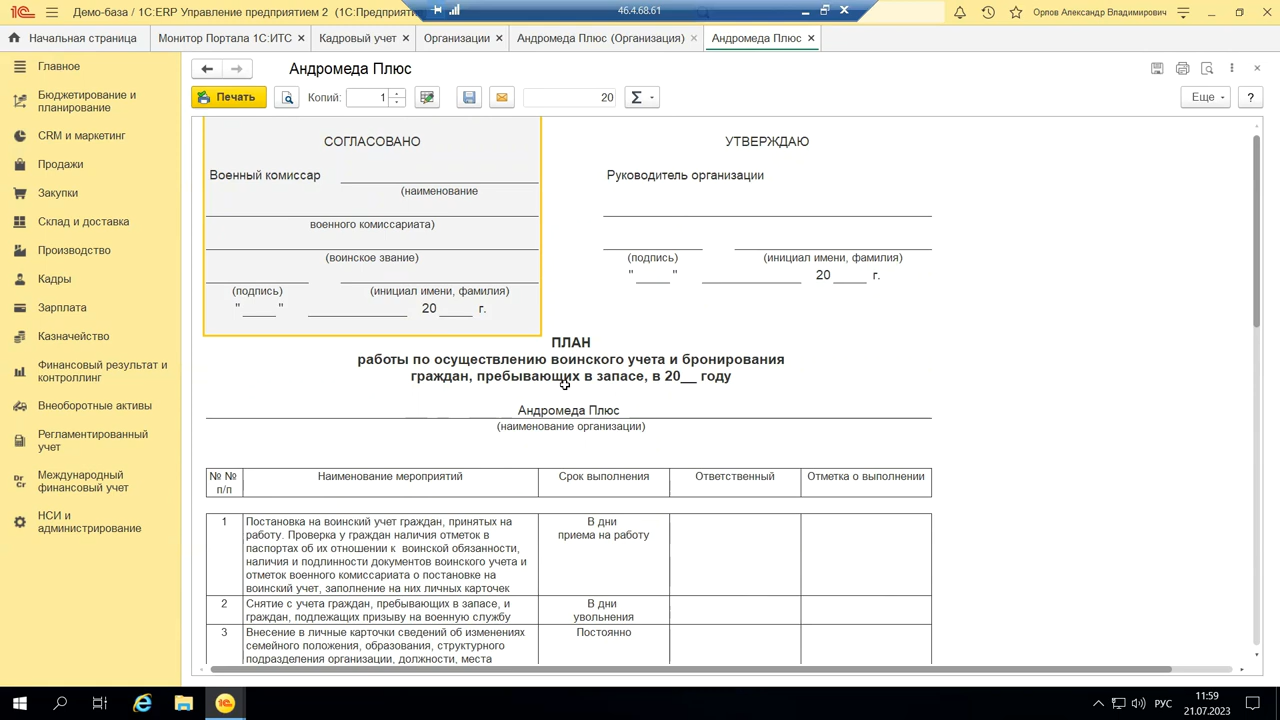 Демо-база / 1С:ERP Управление предприятием 2 (1С:Предприяти
46.4.68.61
Орлов Александр Владимирович
Начальная страница
Монитор Портала 1С:ИТС ×
Кадровый учет ×
Организации ×
Андромеда Плюс (Организация) ×
Андромеда Плюс ×
Главное
Бюджетирование и
планирование
CRM и маркетинг
Продажи
Закупки
Склад и доставка
Производство
Кадры
Зарплата
Казначейство
Финансовый результат и
контроллинг
Внеоборотные активы
Регламентированный
учет
Международный
финансовый учет
НСИ и
администрирование
Андромеда Плюс
Печать
Копий: 1
20
Σ
Еще
?
СОГЛАСОВАНО
Военный комиссар
(наименование
военного комиссариата)
(воинское звание)
(подпись) (инициал имени, фамилия)
" _____ " 20 _____ г.
УТВЕРЖДАЮ
Руководитель организации
(подпись) (инициал имени, фамилия)
" _____ " 20 _____ г.
ПЛАН
работы по осуществлению воинского учета и бронирования
граждан, пребывающих в запасе, в 20__ году
Андромеда Плюс
(наименование организации)
№ №
п/п
Наименование мероприятий
Срок выполнения
Ответственный
Отметка о выполнении
1
Постановка на воинский учет граждан, принятых на
работу. Проверка у граждан наличия отметок в
паспортах об их отношении к воинской обязанности,
наличия и подлинности документов воинского учета и
отметок военного комиссариата о постановке на
воинский учет, заполнение на них личных карточек
В дни
приема на работу
2
Снятие с учета граждан, пребывающих в запасе, и
граждан, подлежащих призыву на военную службу
В дни
увольнения
3
Внесение в личные карточки сведений об изменениях
семейного положения, образования, структурного
подразделения организации, должности, места
Постоянно
РУС
11:59
21.07.2023